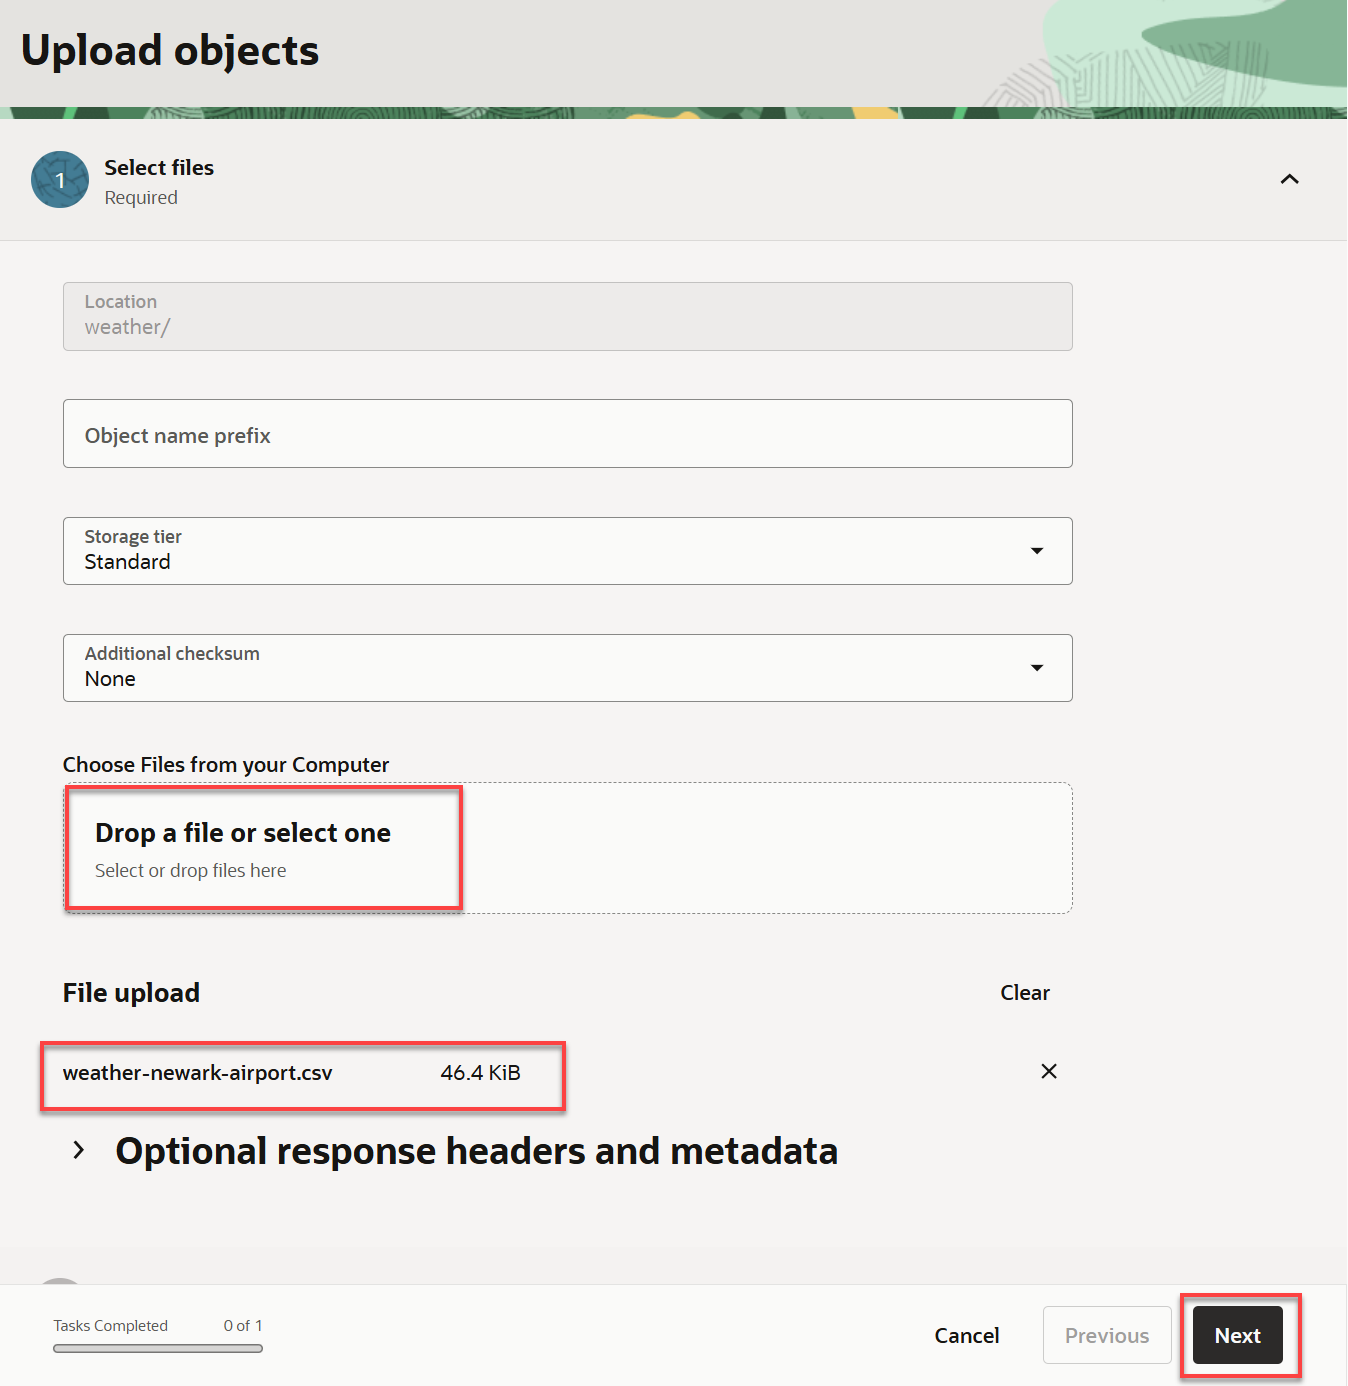 Upload objects
1
Select files
Required
Location
weather/
Object name prefix
Storage tier
Standard
Additional checksum
None
Choose Files from your Computer
Drop a file or select one
Select or drop files here
File upload
Clear
weather-newark-airport.csv 46.4 KiB
Optional response headers and metadata
Tasks Completed 0 of 1
Cancel
Previous
Next